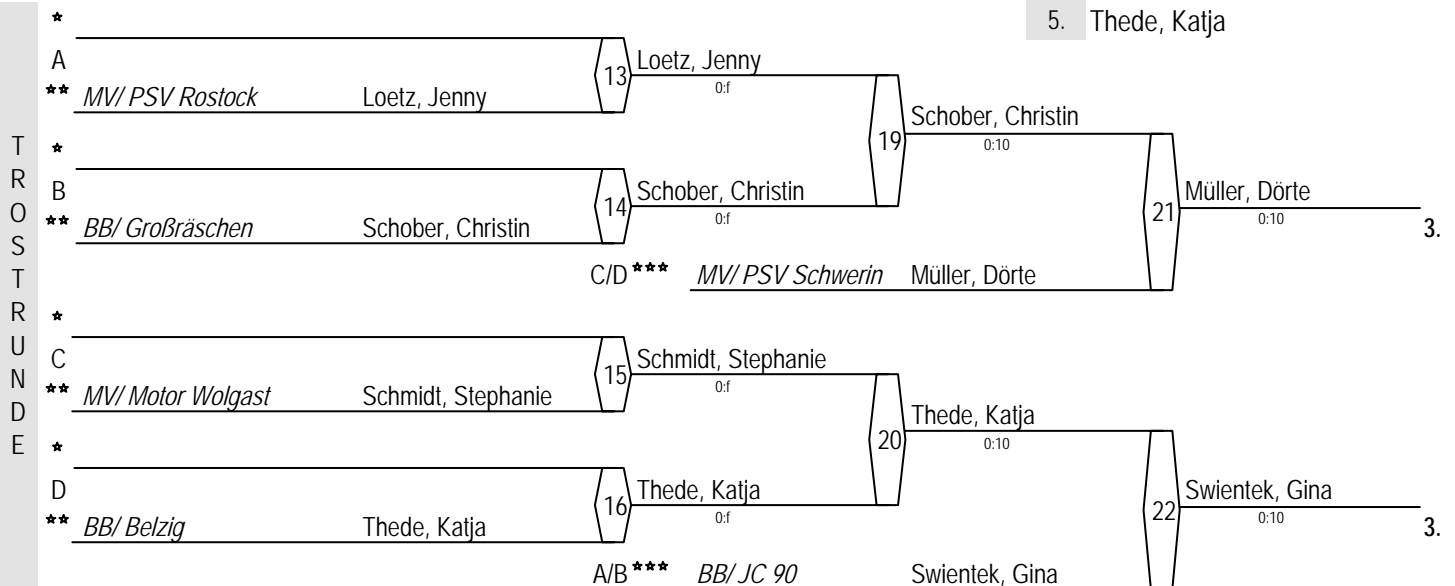 5. Thede, Katja
TROSTRUNDE
*
A
** MV/ PSV Rostock Loetz, Jenny
13 Loetz, Jenny
0:f
*
B
** BB/ Großräschen Schober, Christin
14 Schober, Christin
0:f
19 Schober, Christin
0:10
C/D *** MV/ PSV Schwerin Müller, Dörte
21 Müller, Dörte
0:10
3.
*
C
** MV/ Motor Wolgast Schmidt, Stephanie
15 Schmidt, Stephanie
0:f
*
D
** BB/ Belzig Thede, Katja
16 Thede, Katja
0:f
20 Thede, Katja
0:10
A/B *** BB/ JC 90 Swientek, Gina
22 Swientek, Gina
0:10
3.